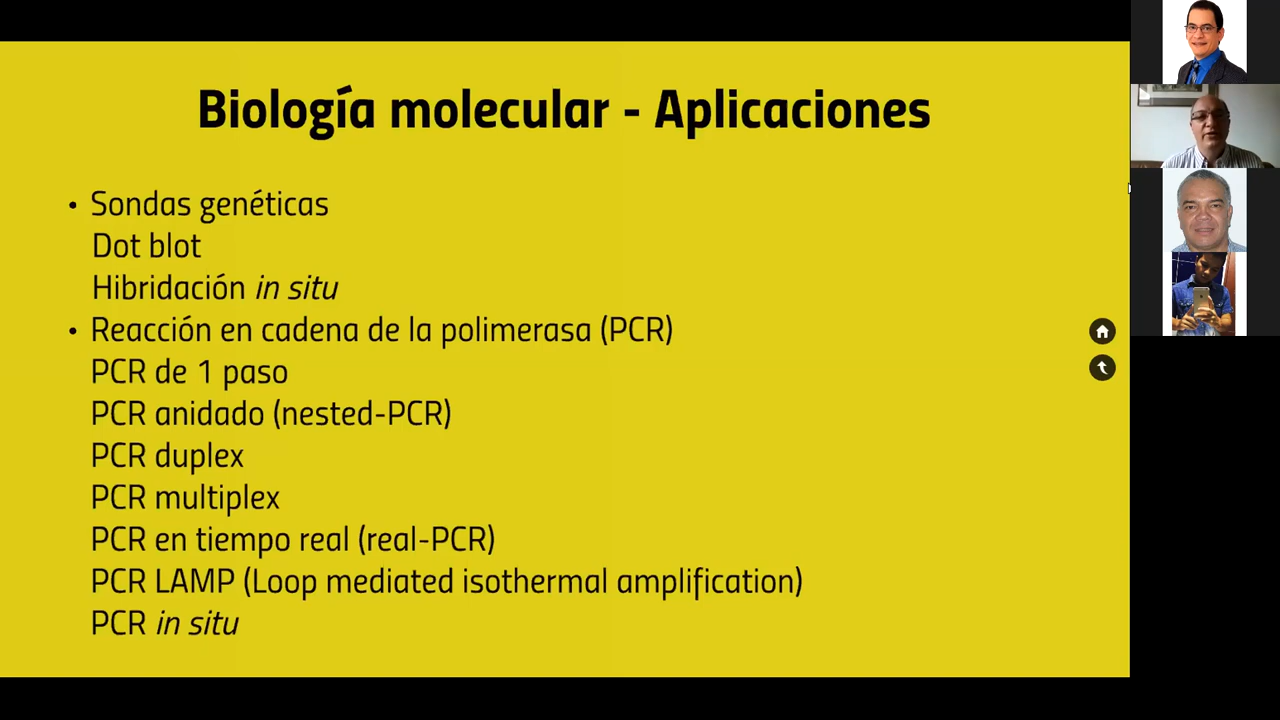 Biología molecular - Aplicaciones
• Sondas genéticas
Dot blot
Hibridación in situ
• Reacción en cadena de la polimerasa (PCR)
PCR de 1 paso
PCR anidado (nested-PCR)
PCR duplex
PCR multiplex
PCR en tiempo real (real-PCR)
PCR LAMP (Loop mediated isothermal amplification)
PCR in situ